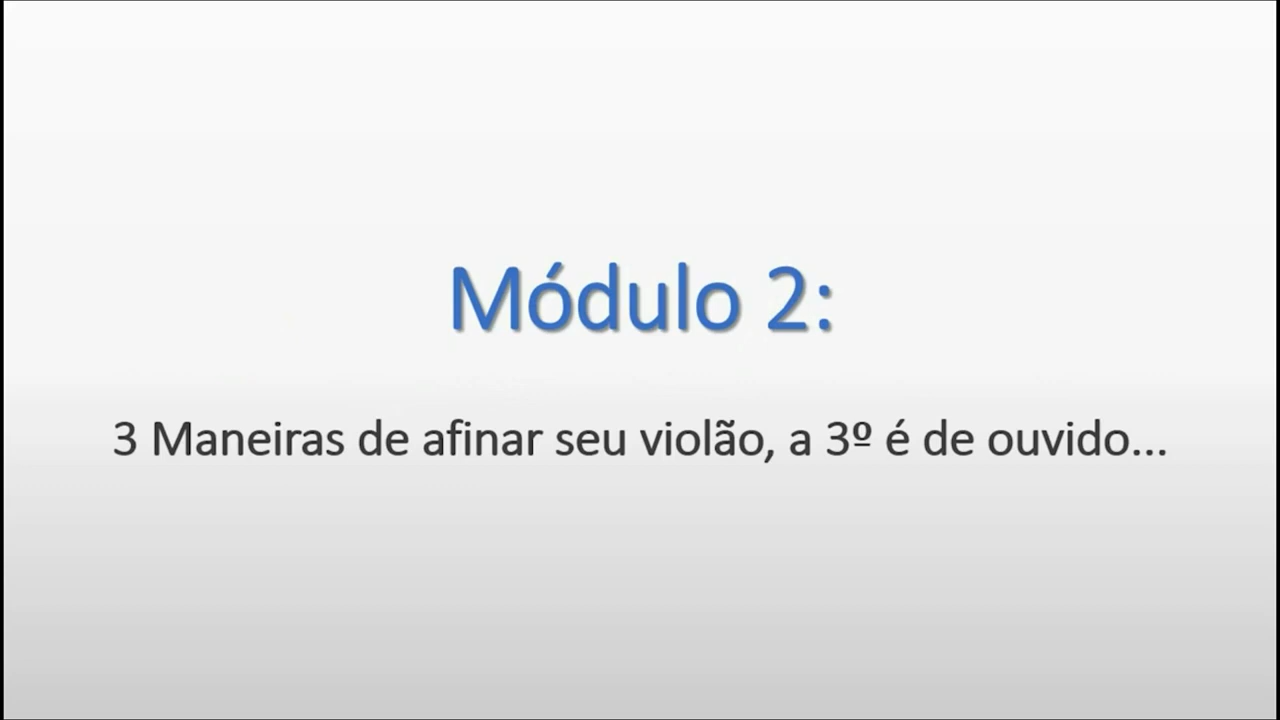 Módulo 2:
3 Maneiras de afinar seu violão, a 3º é de ouvido...